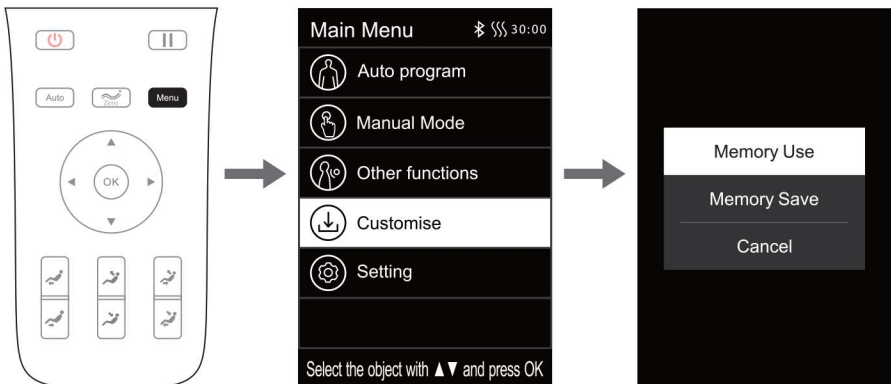 Auto
Zero
Menu
OK
Main Menu 30:00
Auto program
Manual Mode
Other functions
Customise
Setting
Select the object with ▲▼ and press OK
Memory Use
Memory Save
Cancel